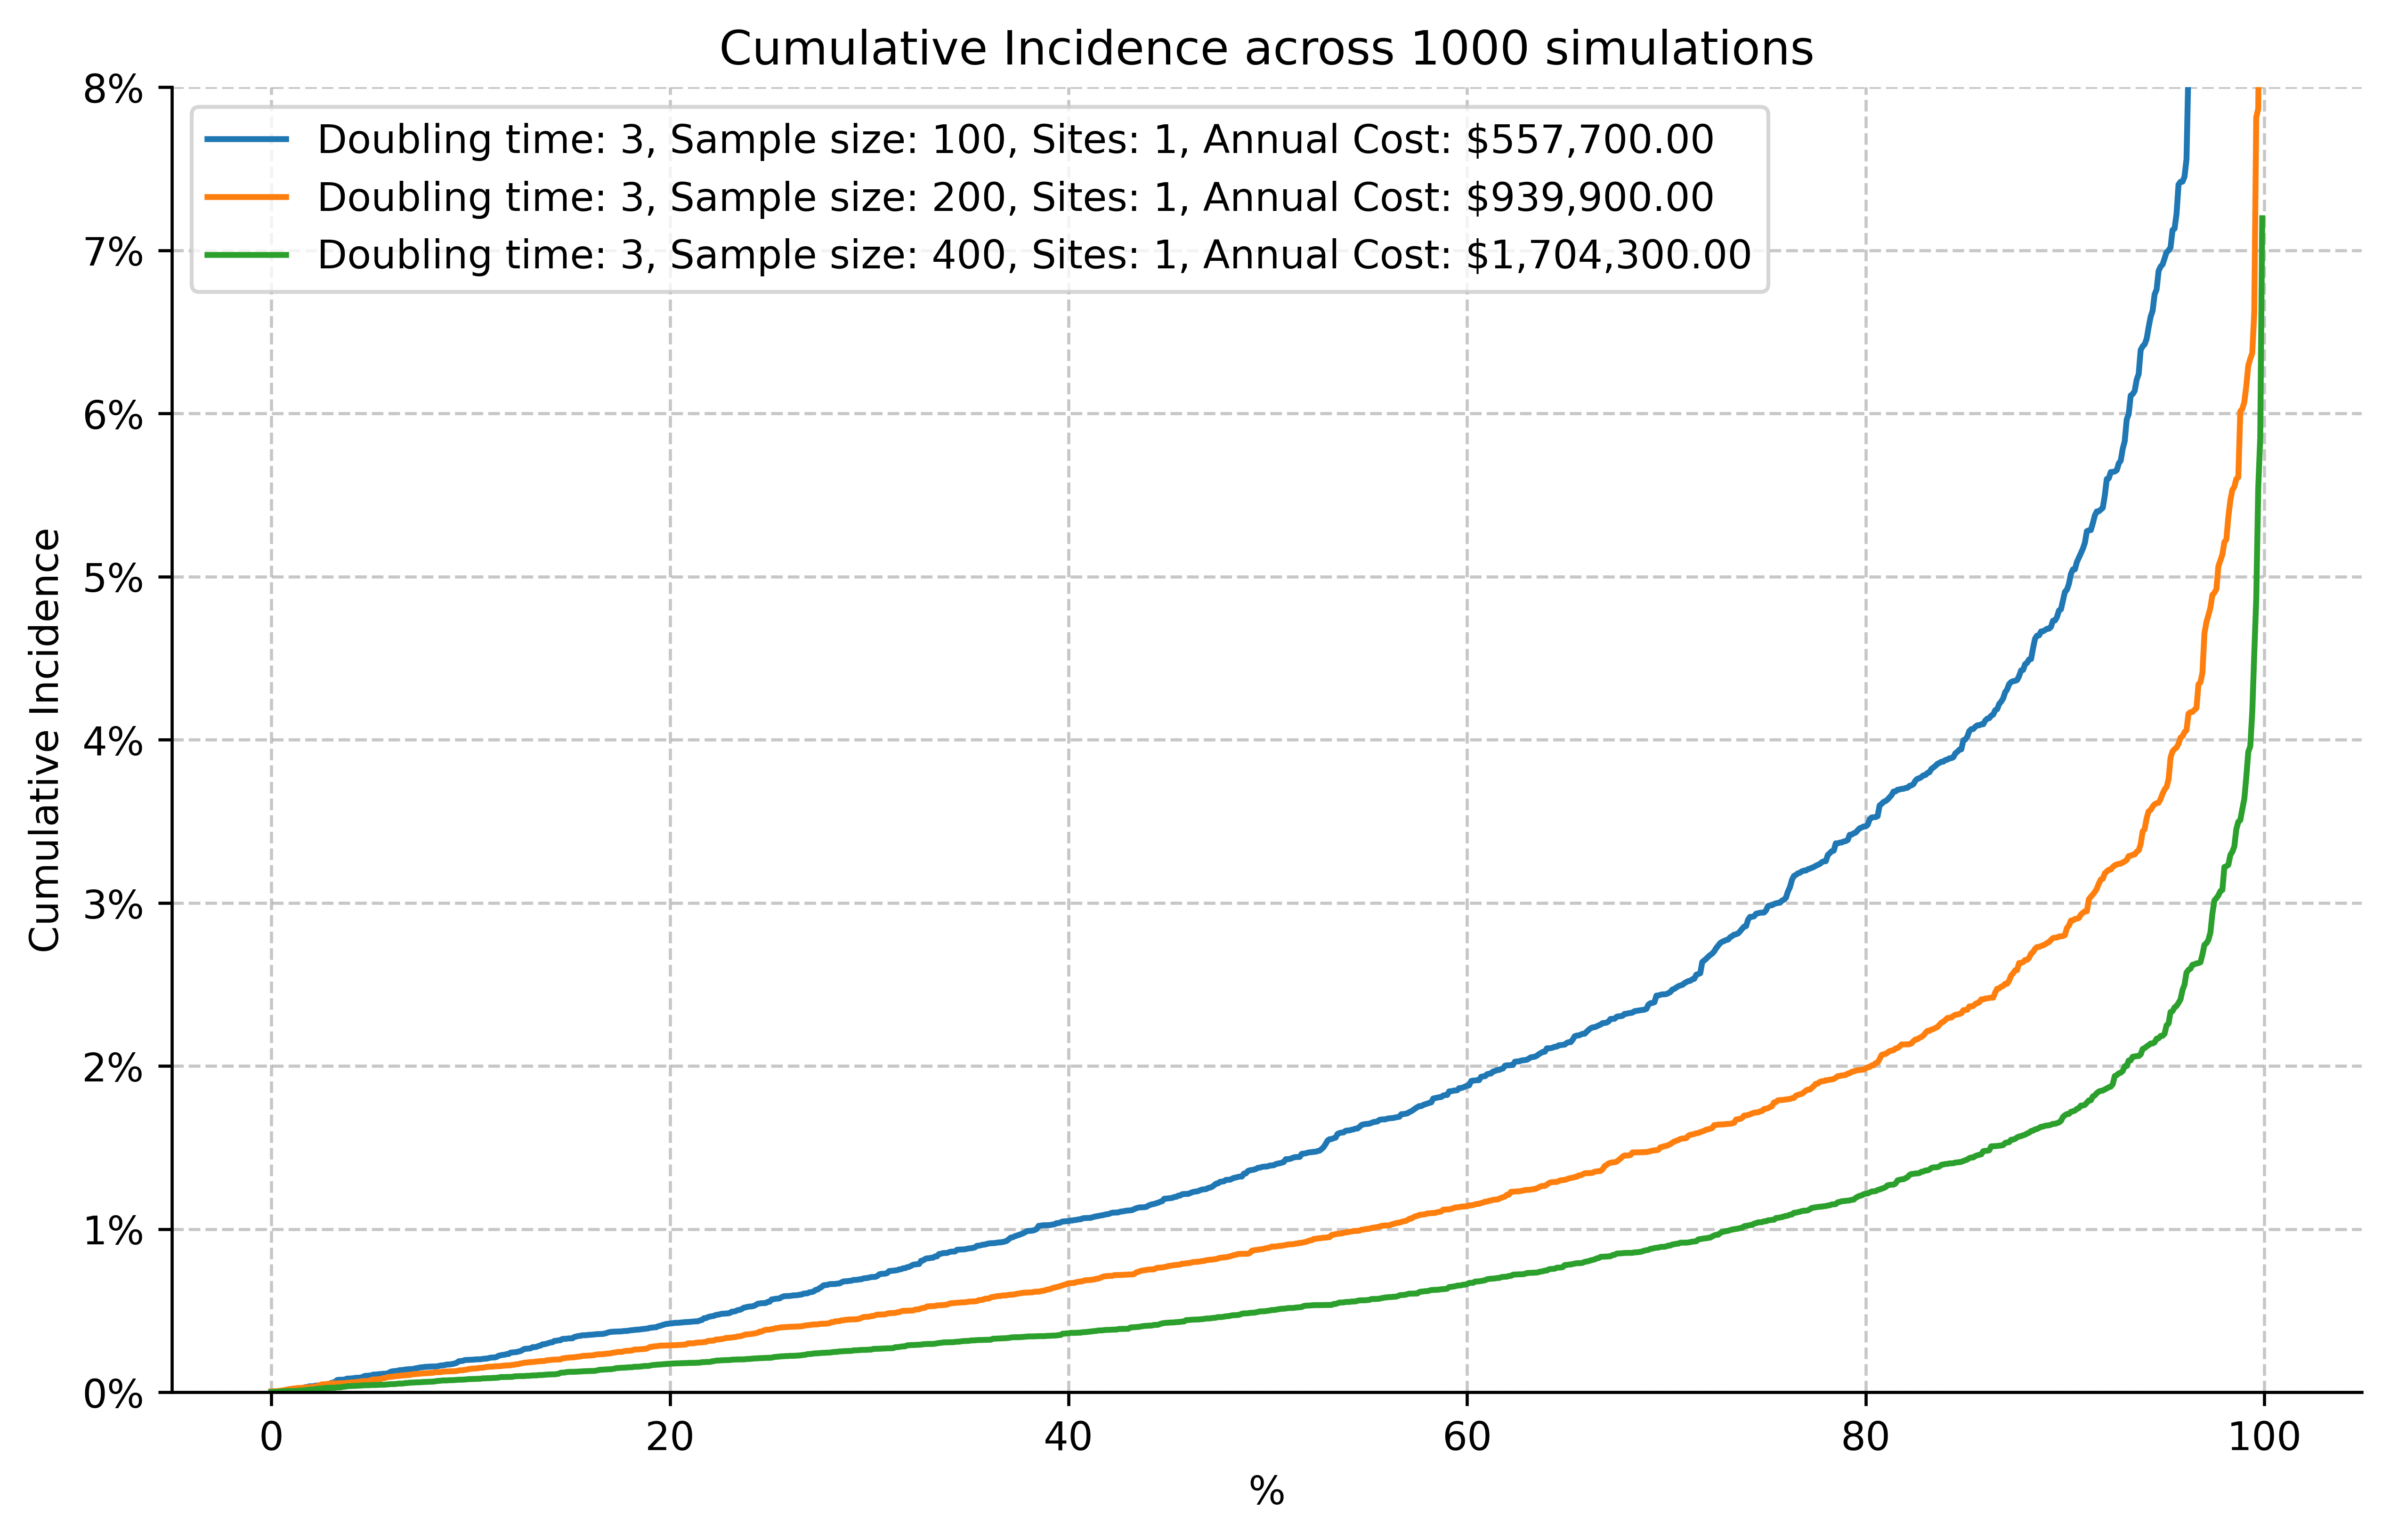 Cumulative Incidence across 1000 simulations
8%
7%
6%
5%
4%
3%
2%
1%
0%
Cumulative Incidence
Doubling time: 3, Sample size: 100, Sites: 1, Annual Cost: $557,700.00
Doubling time: 3, Sample size: 200, Sites: 1, Annual Cost: $939,900.00
Doubling time: 3, Sample size: 400, Sites: 1, Annual Cost: $1,704,300.00
0 20 40 60 80 100
%